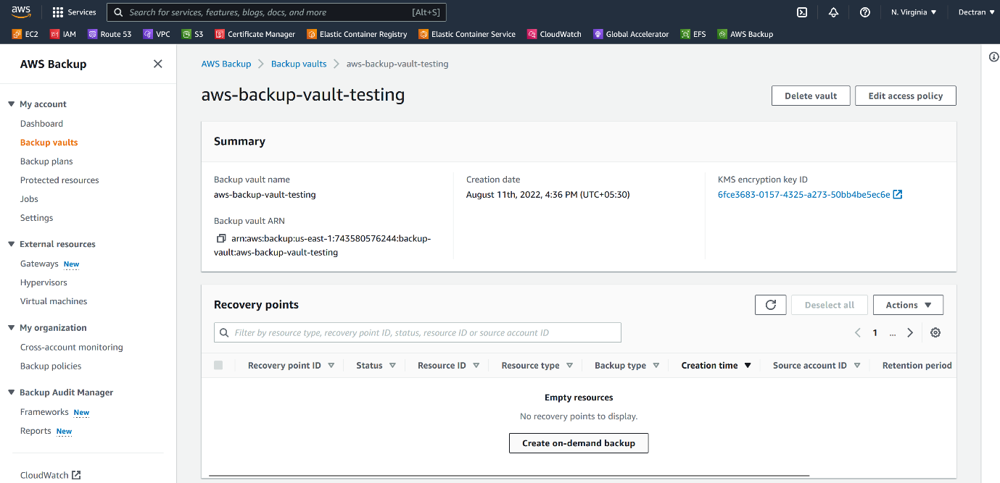 aws
Services
Search for services, features, blogs, docs, and more [Alt+S]
N. Virginia
Dectran
EC2
IAM
Route 53
VPC
S3
Certificate Manager
Elastic Container Registry
Elastic Container Service
CloudWatch
Global Accelerator
EFS
AWS Backup
AWS Backup
My account
Dashboard
Backup vaults
Backup plans
Protected resources
Jobs
Settings
External resources
Gateways New
Hypervisors
Virtual machines
My organization
Cross-account monitoring
Backup policies
Backup Audit Manager
Frameworks New
Reports New
CloudWatch
AWS Backup
Backup vaults
aws-backup-vault-testing
aws-backup-vault-testing
Delete vault
Edit access policy
Summary
Backup vault name
aws-backup-vault-testing
Backup vault ARN
arn:aws:backup:us-east-1:743580576244:backup-
vault:aws-backup-vault-testing
Creation date
August 11th, 2022, 4:36 PM (UTC+05:30)
KMS encryption key ID
6fce3683-0157-4325-a273-50bb4be5ec6e
Recovery points
Deselect all
Actions
Filter by resource type, recovery point ID, status, resource ID or source account ID
1 ...
Recovery point ID
Status
Resource ID
Resource type
Backup type
Creation time
Source account ID
Retention period
Empty resources
No recovery points to display.
Create on-demand backup